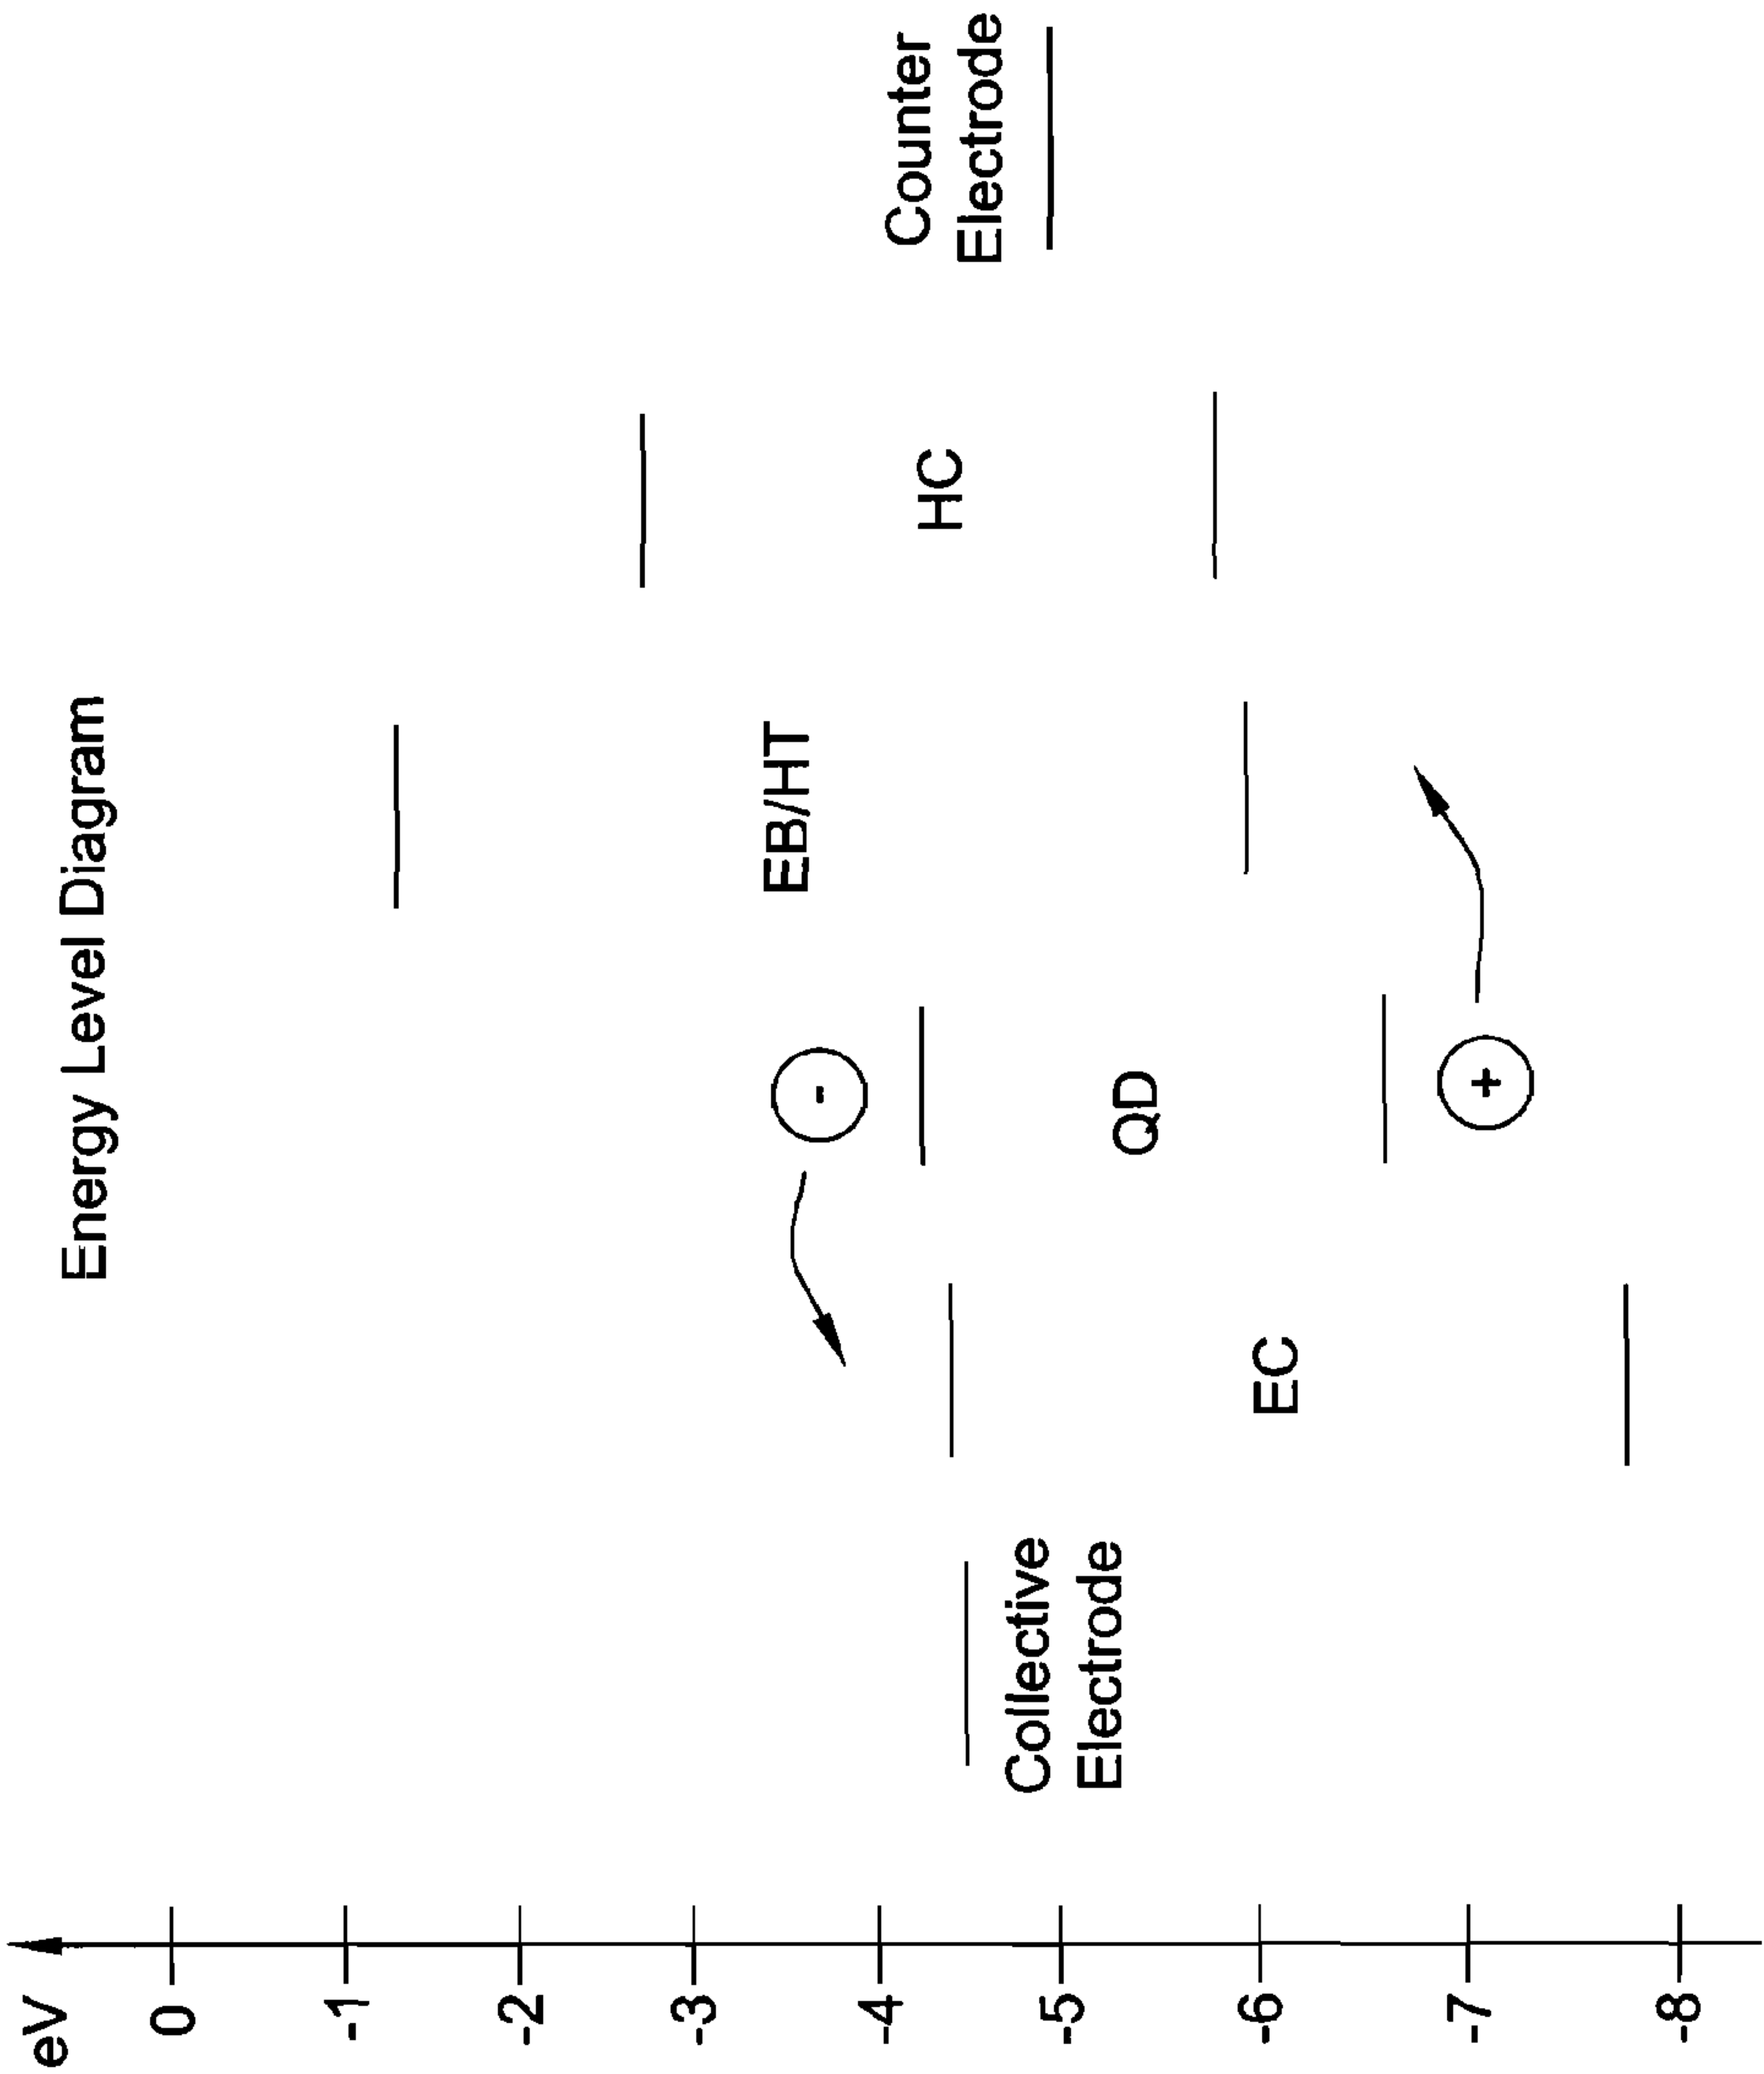 Energy Level Diagram
eV
0
-1
-2
-3
-4
-5
-6
-7
-8
Collective
Electrode
EC
-
QD
+
EB/HT
HC
Counter
Electrode